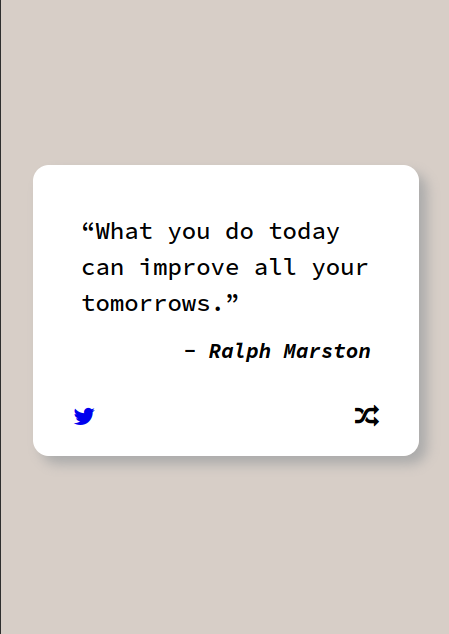 “What you do today
can improve all your
tomorrows.”
– Ralph Marston